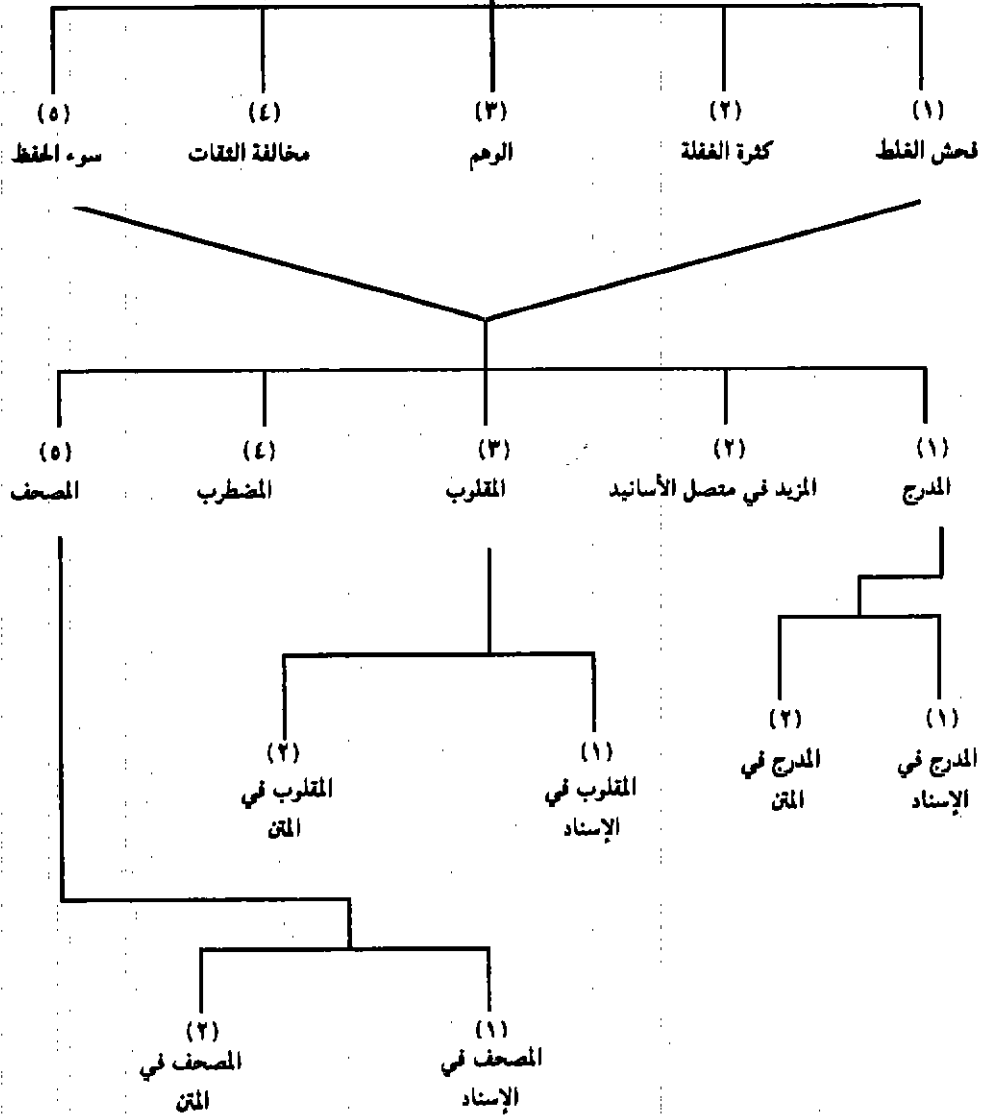 (١) (٢) (٣) (٤) (٥)
فحش الغلط كثرة الغفلة الوهم مخالفة الثقات سوء الحفظ
(١) (٢) (٣) (٤) (٥)
المدرج المزيد في متصل الأسانيد المقلوب المضطرب المصحف
(١) (٢)
المدرج في المدرج في
الإسناد المتن
(١) (٢)
المقلوب في المقلوب في
الإسناد المتن
(١) (٢)
المصحف في المصحف في
الإسناد المتن